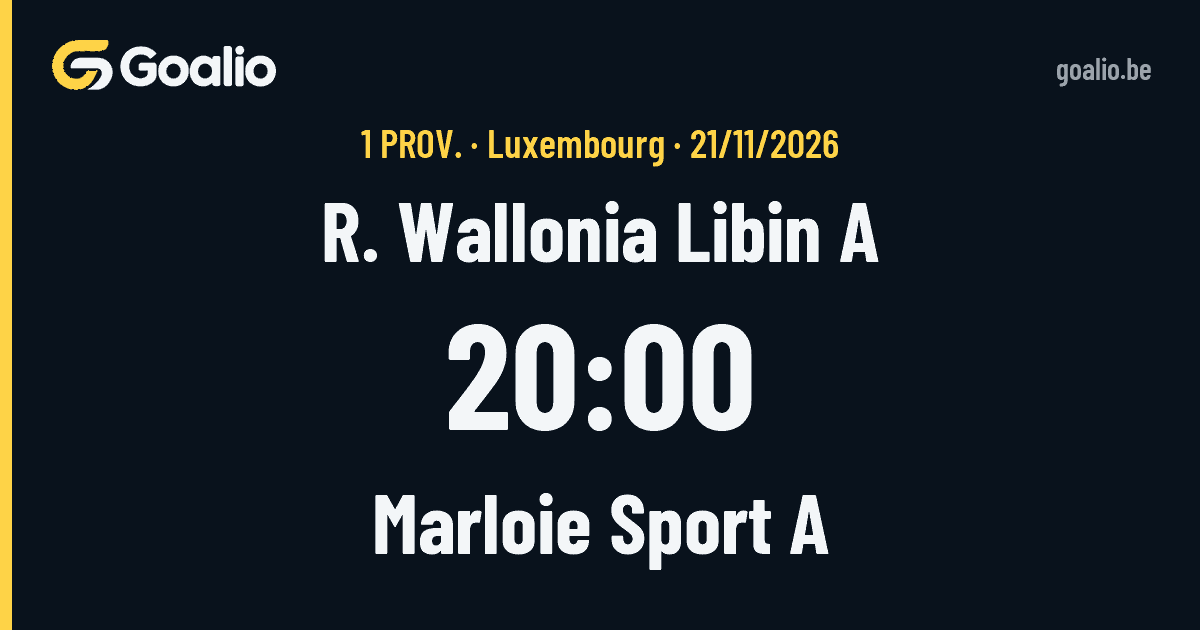 Goalio
goalio.be
1 PROV. · Luxembourg · 21/11/2026
R. Wallonia Libin A
20:00
Marloie Sport A